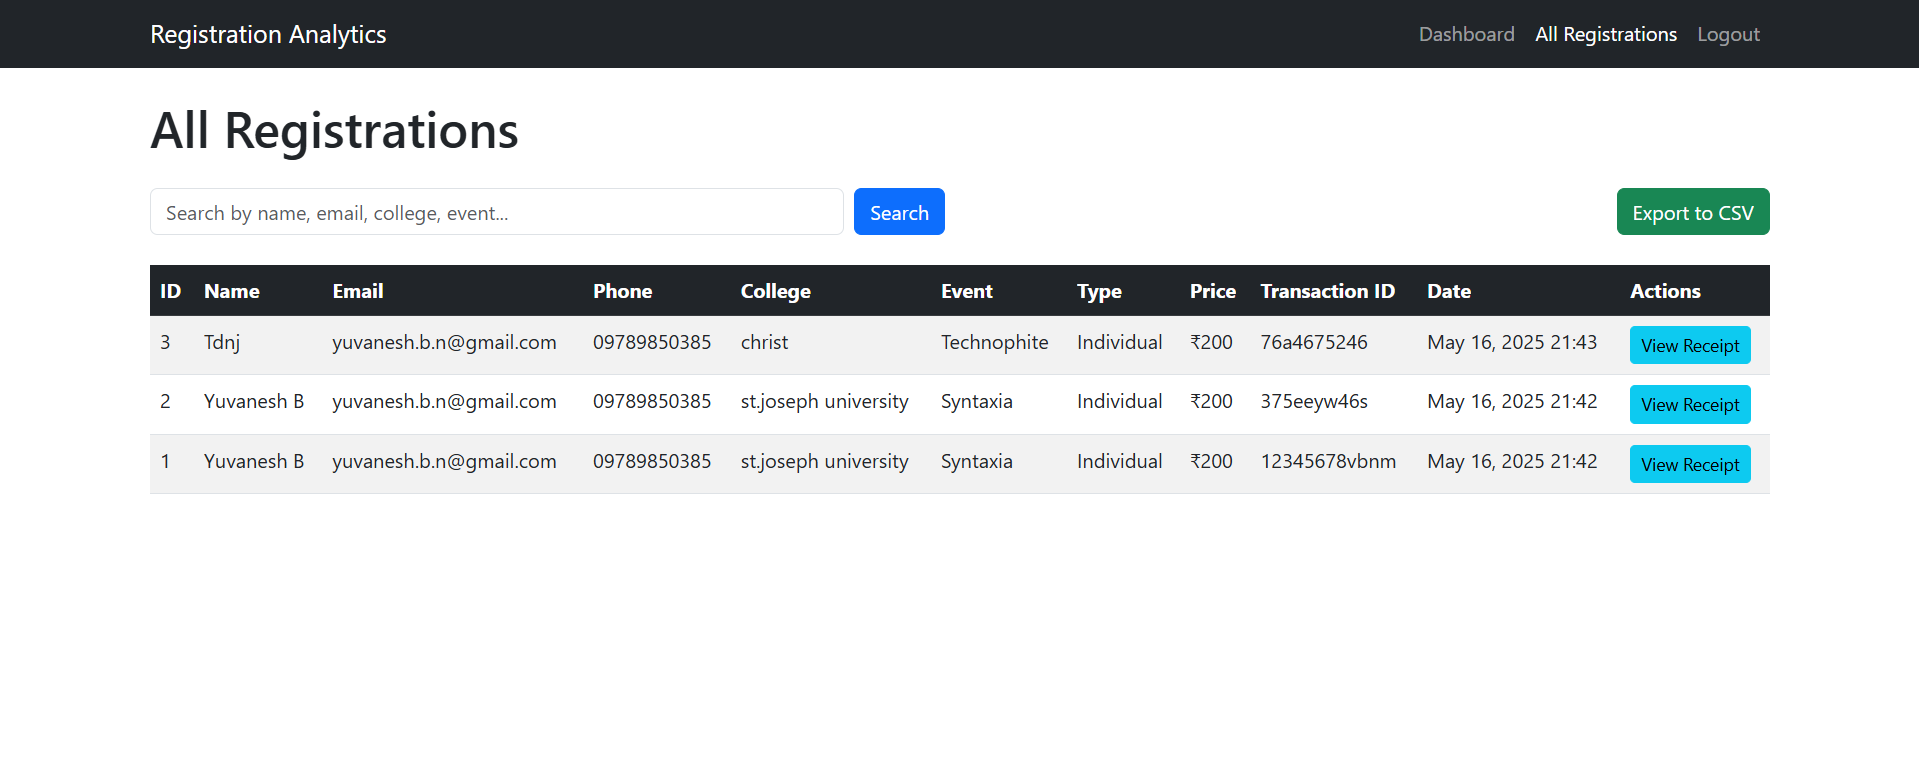 Registration Analytics Dashboard All Registrations Logout
All Registrations
Search by name, email, college, event... Search Export to CSV
ID Name Email Phone College Event Type Price Transaction ID Date Actions
3 Tdnj yuvanesh.b.n@gmail.com 09789850385 christ Technophite Individual ₹200 76a4675246 May 16, 2025 21:43 View Receipt
2 Yuvanesh B yuvanesh.b.n@gmail.com 09789850385 st.joseph university Syntaxia Individual ₹200 375eeyw46s May 16, 2025 21:42 View Receipt
1 Yuvanesh B yuvanesh.b.n@gmail.com 09789850385 st.joseph university Syntaxia Individual ₹200 12345678vbnm May 16, 2025 21:42 View Receipt